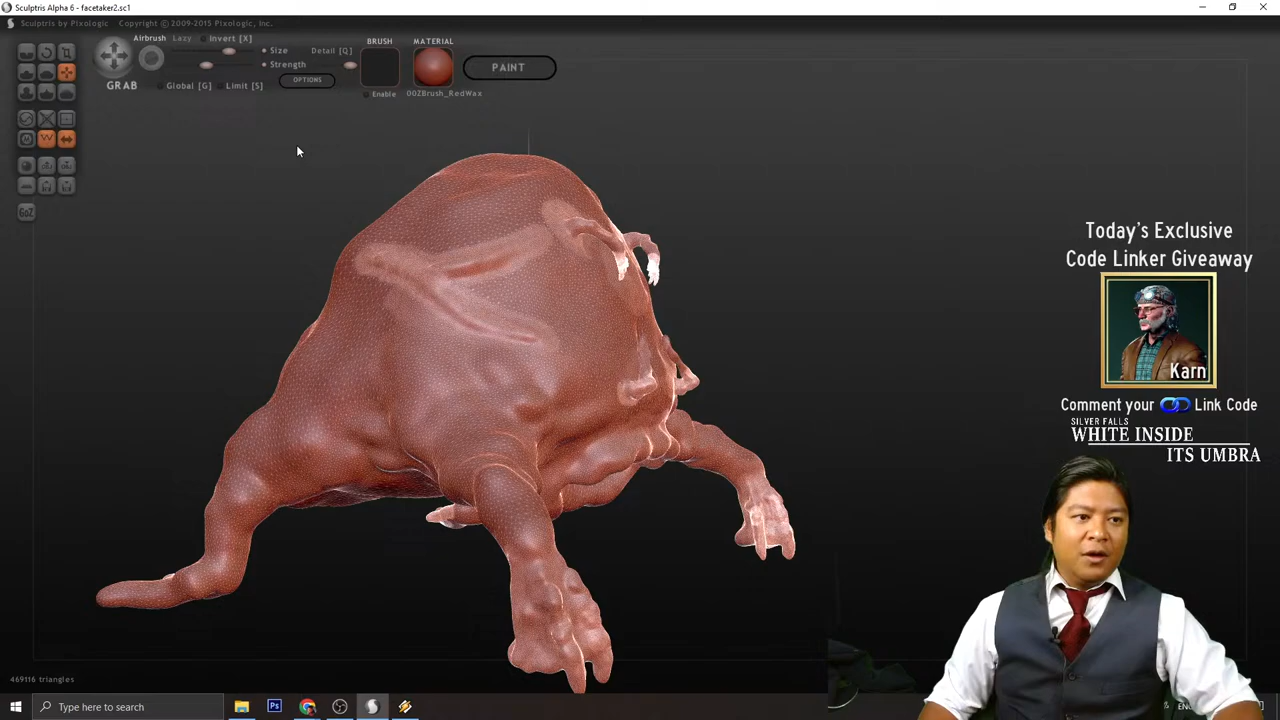 Sculptris Alpha 6 - facetaker2.sc1
Sculptris by Pixologic Copyright © 2009-2015 Pixologic, Inc.
Airbrush Lazy Invert [X]
BRUSH MATERIAL
Size Detail [Q]
Strength
PAINT
GRAB Global [G] Limit [S] OPTIONS
Enable 00ZBrush_RedWax
GoZ
Today's Exclusive
Code Linker Giveaway
Karn
Comment your Link Code
SILVER FALLS
WHITE INSIDE
ITS UMBRA
469116 triangles
Type here to search
Ps